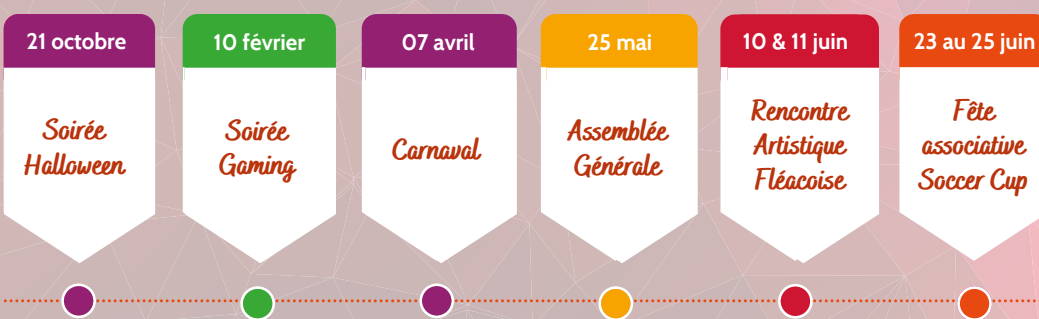 21 octobre
Soirée
Halloween
10 février
Soirée
Gaming
07 avril
Carnaval
25 mai
Assemblée
Générale
10 & 11 juin
Rencontre
Artistique
Fléacoise
23 au 25 juin
Fête
associative
Soccer Cup